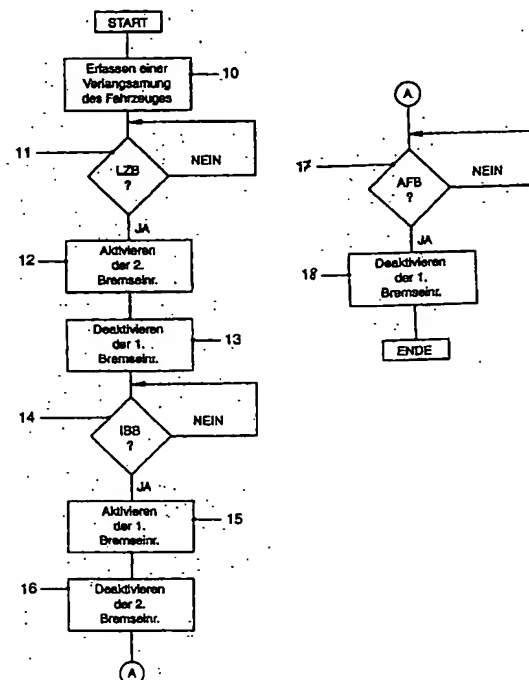 START
Erfassen einer
Verlangsamung
des Fahrzeuges
10
11
LZB
?
NEIN
JA
12
Aktivieren
der 2.
Bremseinr.
Deaktivieren
der 1.
Bremseinr.
13
14
IBB
?
NEIN
JA
Aktivieren
der 1.
Bremseinr.
15
16
Deaktivieren
der 2.
Bremseinr.
A
A
17
AFB
?
NEIN
JA
18
Deaktivieren
der 1.
Bremseinr.
ENDE